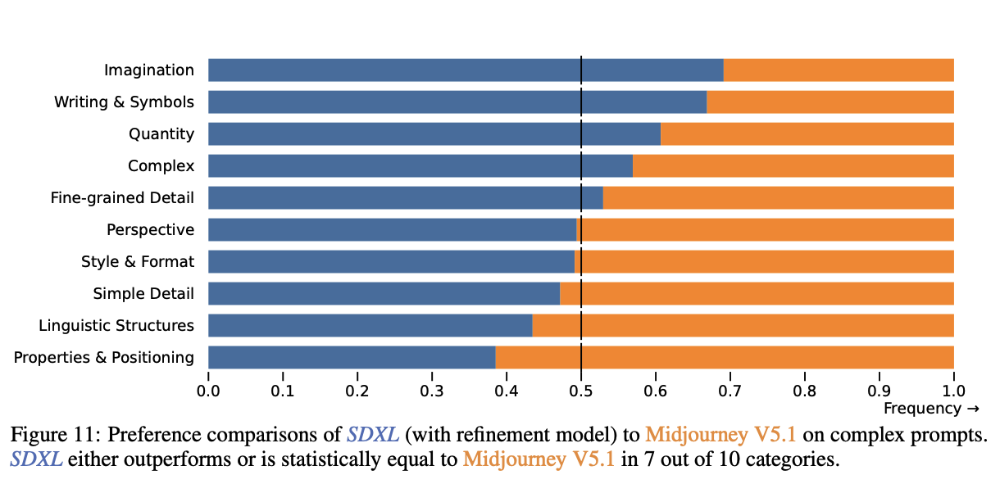 Imagination
Writing & Symbols
Quantity
Complex
Fine-grained Detail
Perspective
Style & Format
Simple Detail
Linguistic Structures
Properties & Positioning
0.0 0.1 0.2 0.3 0.4 0.5 0.6 0.7 0.8 0.9 1.0
Frequency →
Figure 11: Preference comparisons of SDXL (with refinement model) to Midjourney V5.1 on complex prompts.
SDXL either outperforms or is statistically equal to Midjourney V5.1 in 7 out of 10 categories.